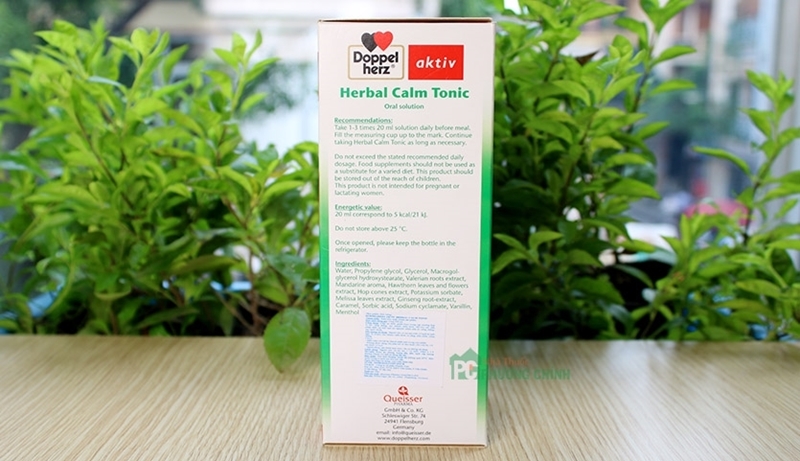 Doppel
herz®
aktiv
Herbal Calm Tonic
Oral solution
Recommendations:
Take 1-3 times 20 ml solution daily before meal.
Fill the measuring cup up to the mark. Continue
taking Herbal Calm Tonic as long as necessary.
Do not exceed the stated recommended daily
dosage. Food supplements should not be used as
a substitute for a varied diet. This product should
be stored out of the reach of children.
This product is not intended for pregnant or
lactating women.
Energetic value:
20 ml correspond to 5 kcal/21 kJ.
Do not store above 25 °C.
Once opened, please keep the bottle in the
refrigerator.
Ingredients:
Water, Propylene glycol, Glycerol, Macrogol-
glycerol hydroxystearate, Valerian roots extract,
Mandarine aroma, Hawthorn leaves and flowers
extract, Hop cones extract, Potassium sorbate,
Melissa leaves extract, Ginseng root-extract,
Caramel, Sorbic acid, Sodium cyclamate, Vanillin,
Menthol
PC
Queisser
PHARMA
GmbH & Co. KG
Schleswiger Str. 74
24941 Flensburg
Germany
email: info@queisser.de
www.doppelherz.com